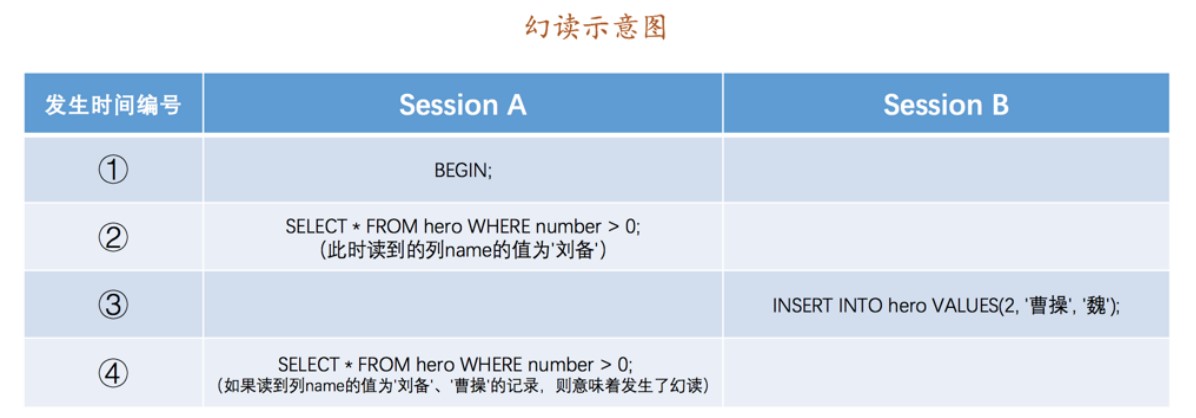 幻读示意图
发生时间编号 Session A Session B
① BEGIN;
② SELECT * FROM hero WHERE number > 0;
（此时读到的列name的值为'刘备'）
③ INSERT INTO hero VALUES(2, '曹操', '魏');
④ SELECT * FROM hero WHERE number > 0;
（如果读到列name的值为'刘备'、'曹操'的记录，则意味着发生了幻读）